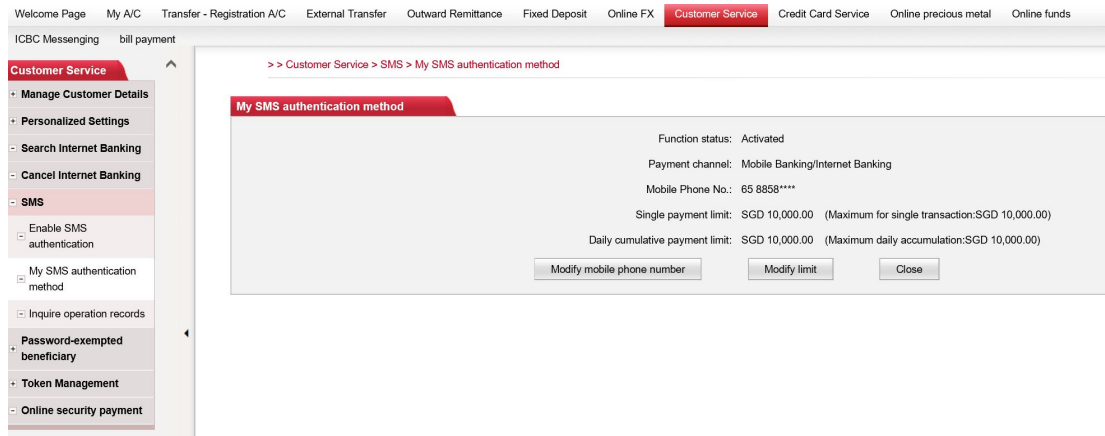 Welcome Page My A/C Transfer - Registration A/C External Transfer Outward Remittance Fixed Deposit Online FX Customer Service Credit Card Service Online precious metal Online funds
ICBC Messenging bill payment
Customer Service
Manage Customer Details
Personalized Settings
Search Internet Banking
Cancel Internet Banking
SMS
Enable SMS
authentication
My SMS authentication
method
Inquire operation records
Password-exempted
beneficiary
Token Management
Online security payment
> > Customer Service > SMS > My SMS authentication method
My SMS authentication method
Function status: Activated
Payment channel: Mobile Banking/Internet Banking
Mobile Phone No.: 65 8858****
Single payment limit: SGD 10,000.00 (Maximum for single transaction:SGD 10,000.00)
Daily cumulative payment limit: SGD 10,000.00 (Maximum daily accumulation:SGD 10,000.00)
Modify mobile phone number Modify limit Close